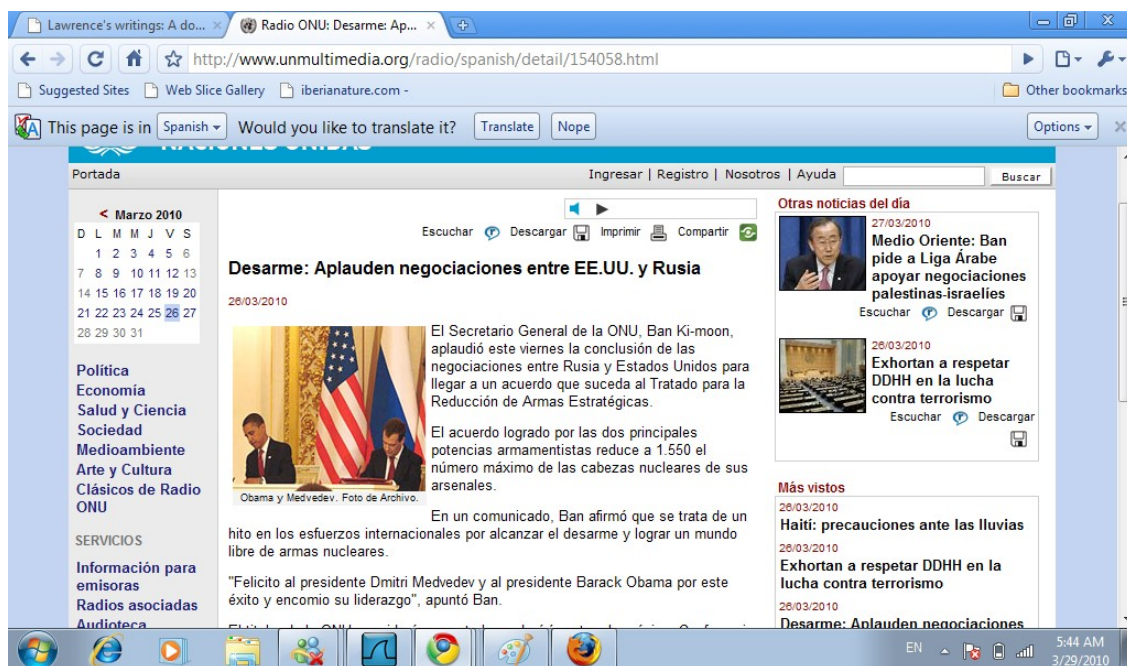 Lawrence's writings: A do...
Radio ONU: Desarme: Ap...
http://www.unmultimedia.org/radio/spanish/detail/154058.html
Suggested Sites Web Slice Gallery iberianature.com - Other bookmarks
This page is in Spanish Would you like to translate it? Translate Nope Options
NACIONES UNIDAS
Portada Ingresar | Registro | Nosotros | Ayuda Buscar
< Marzo 2010
D L M M J V S
1 2 3 4 5 6
7 8 9 10 11 12 13
14 15 16 17 18 19 20
21 22 23 24 25 26 27
28 29 30 31
Política
Economía
Salud y Ciencia
Sociedad
Medioambiente
Arte y Cultura
Clásicos de Radio
ONU
SERVICIOS
Información para
emisoras
Radios asociadas
Audioteca
Escuchar Descargar Imprimir Compartir
Desarme: Aplauden negociaciones entre EE.UU. y Rusia
26/03/2010
El Secretario General de la ONU, Ban Ki-moon,
aplaudió este viernes la conclusión de las
negociaciones entre Rusia y Estados Unidos para
llegar a un acuerdo que suceda al Tratado para la
Reducción de Armas Estratégicas.
El acuerdo logrado por las dos principales
potencias armamentistas reduce a 1.550 el
número máximo de las cabezas nucleares de sus
arsenales.
Obama y Medvedev. Foto de Archivo.
En un comunicado, Ban afirmó que se trata de un
hito en los esfuerzos internacionales por alcanzar el desarme y lograr un mundo
libre de armas nucleares.
"Felicito al presidente Dmitri Medvedev y al presidente Barack Obama por este
éxito y encomio su liderazgo", apuntó Ban.
Otras noticias del día
27/03/2010
Medio Oriente: Ban
pide a Liga Árabe
apoyar negociaciones
palestinas-israelíes
Escuchar Descargar
26/03/2010
Exhortan a respetar
DDHH en la lucha
contra terrorismo
Escuchar Descargar
Más vistos
26/03/2010
Haití: precauciones ante las lluvias
26/03/2010
Exhortan a respetar DDHH en la
lucha contra terrorismo
26/03/2010
Desarme: Aplauden negociaciones
EN 5:44 AM
3/29/2010